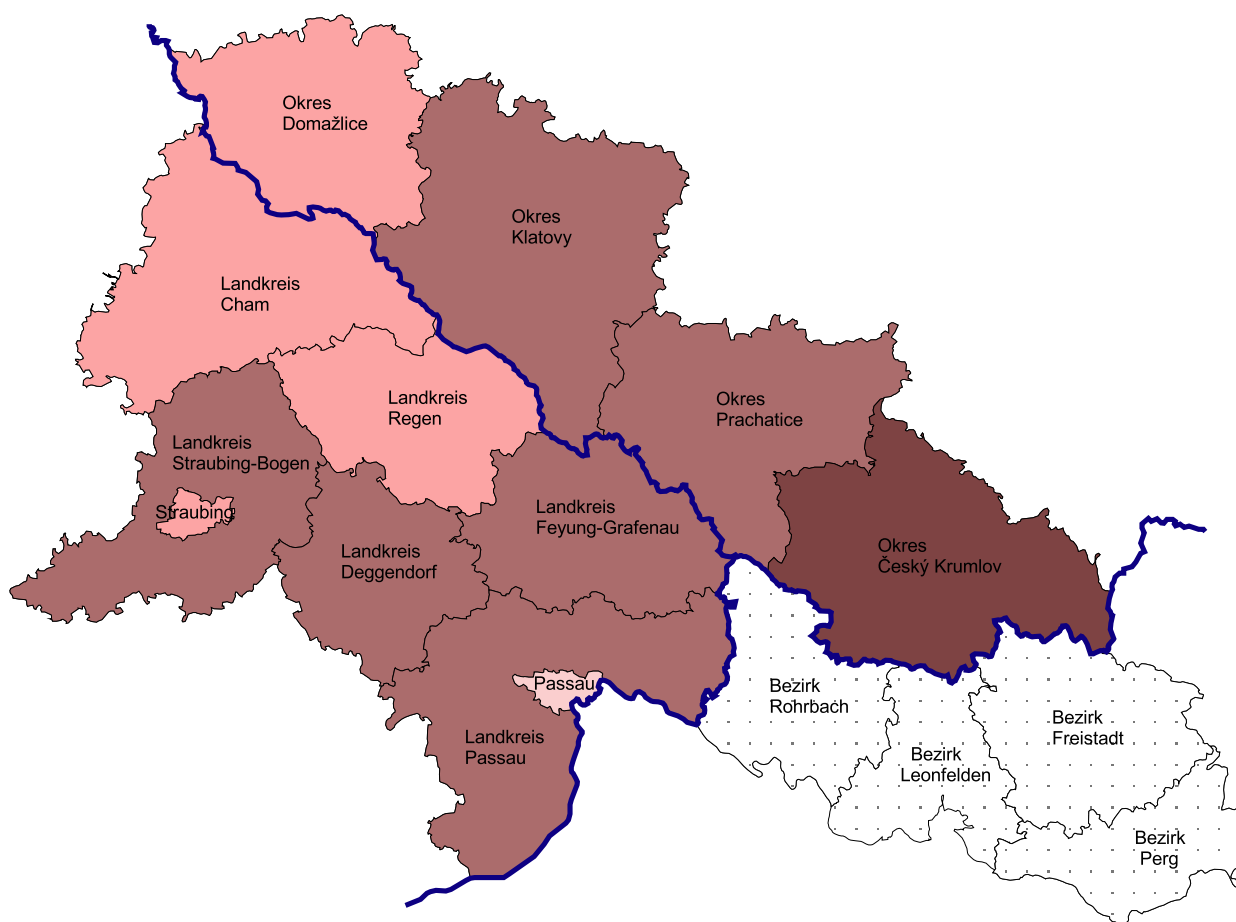 Okres
Domažlice
Okres
Klatovy
Landkreis
Cham
Landkreis
Regen
Okres
Prachatice
Landkreis
Straubing-Bogen
Straubing
Landkreis
Feyung-Grafenau
Landkreis
Deggendorf
Okres
Český Krumlov
Passau
Bezirk
Rohrbach
Landkreis
Passau
Bezirk
Freistadt
Bezirk
Leonfelden
Bezirk
Perg